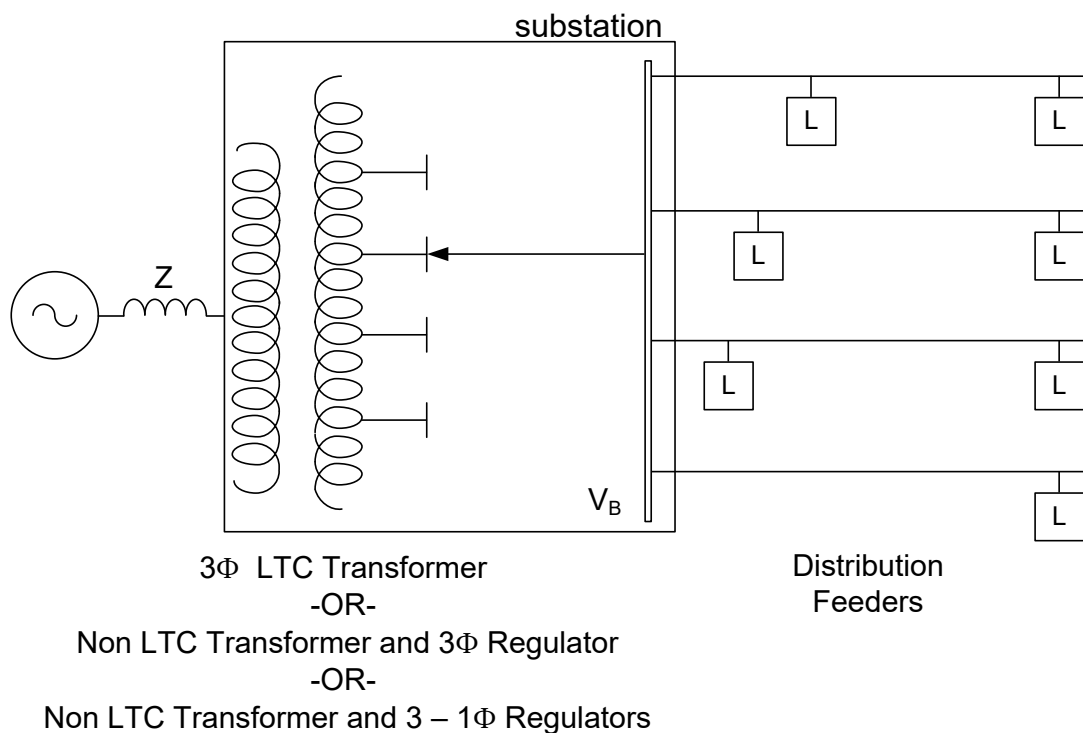 substation
L
L
L
L
Z
L
L
V_B
L
3Φ LTC Transformer
-OR-
Non LTC Transformer and 3Φ Regulator
-OR-
Non LTC Transformer and 3 – 1Φ Regulators
Distribution
Feeders